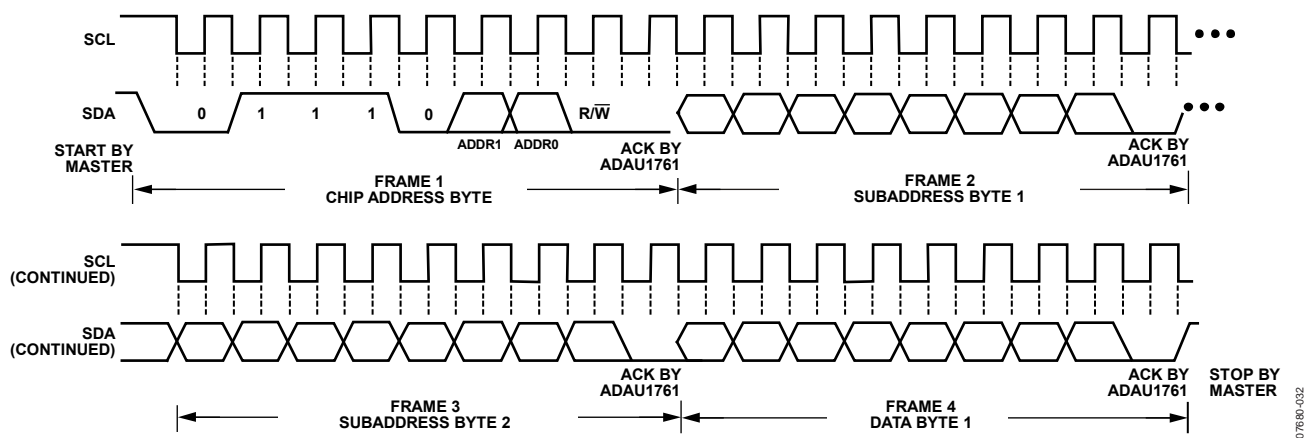 SCL
SDA
0 1 1 1 0 R/W̅
ADDR1 ADDR0
START BY
MASTER
ACK BY
ADAU1761
ACK BY
ADAU1761
FRAME 1
CHIP ADDRESS BYTE
FRAME 2
SUBADDRESS BYTE 1
SCL
(CONTINUED)
SDA
(CONTINUED)
ACK BY
ADAU1761
ACK BY
ADAU1761
STOP BY
MASTER
FRAME 3
SUBADDRESS BYTE 2
FRAME 4
DATA BYTE 1
07680-032